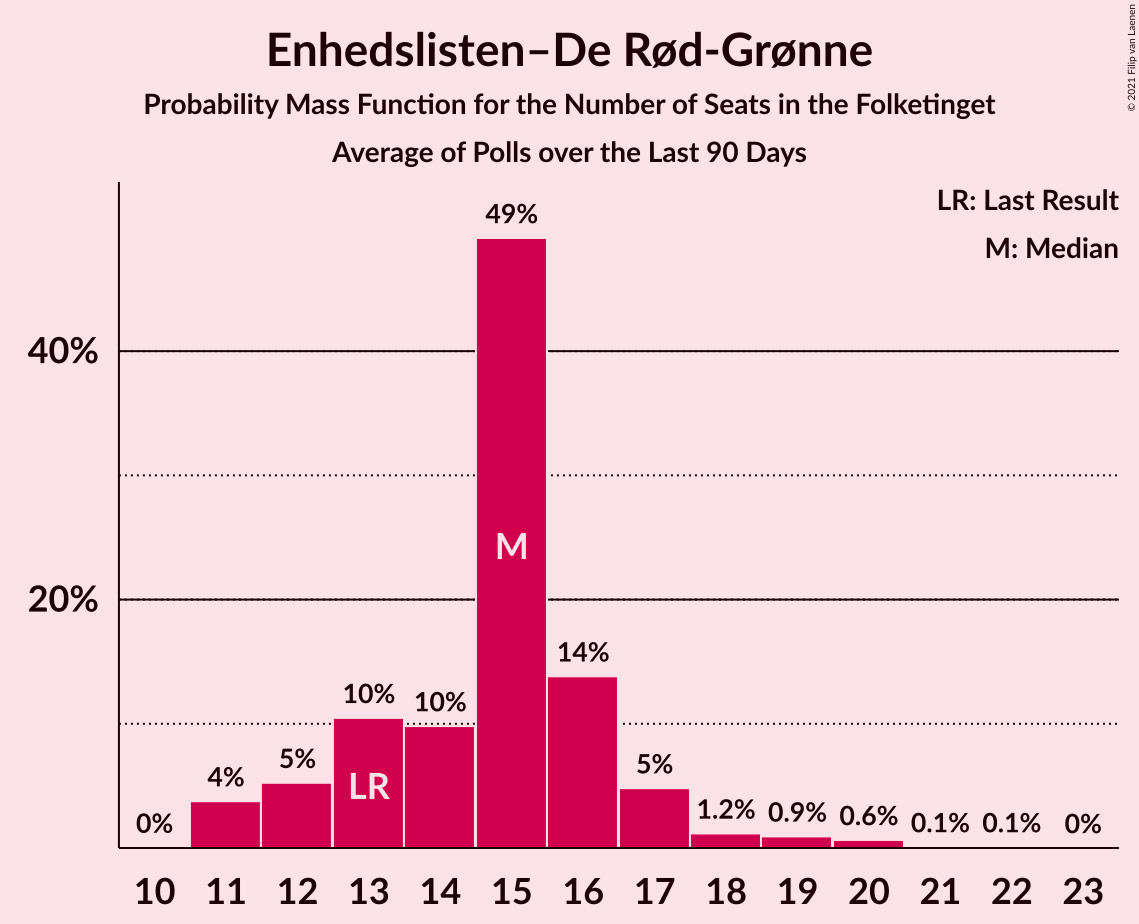 Enhedslisten–De Rød-Grønne
Probability Mass Function for the Number of Seats in the Folketinget
Average of Polls over the Last 90 Days
© 2021 Filip van Laenen
LR: Last Result
M: Median
49%
40%
M
20%
14%
10%
10%
5%
5%
4%
LR
1.2%
0.9%
0.6%
0.1%
0.1%
0%
0%
10 11 12 13 14 15 16 17 18 19 20 21 22 23